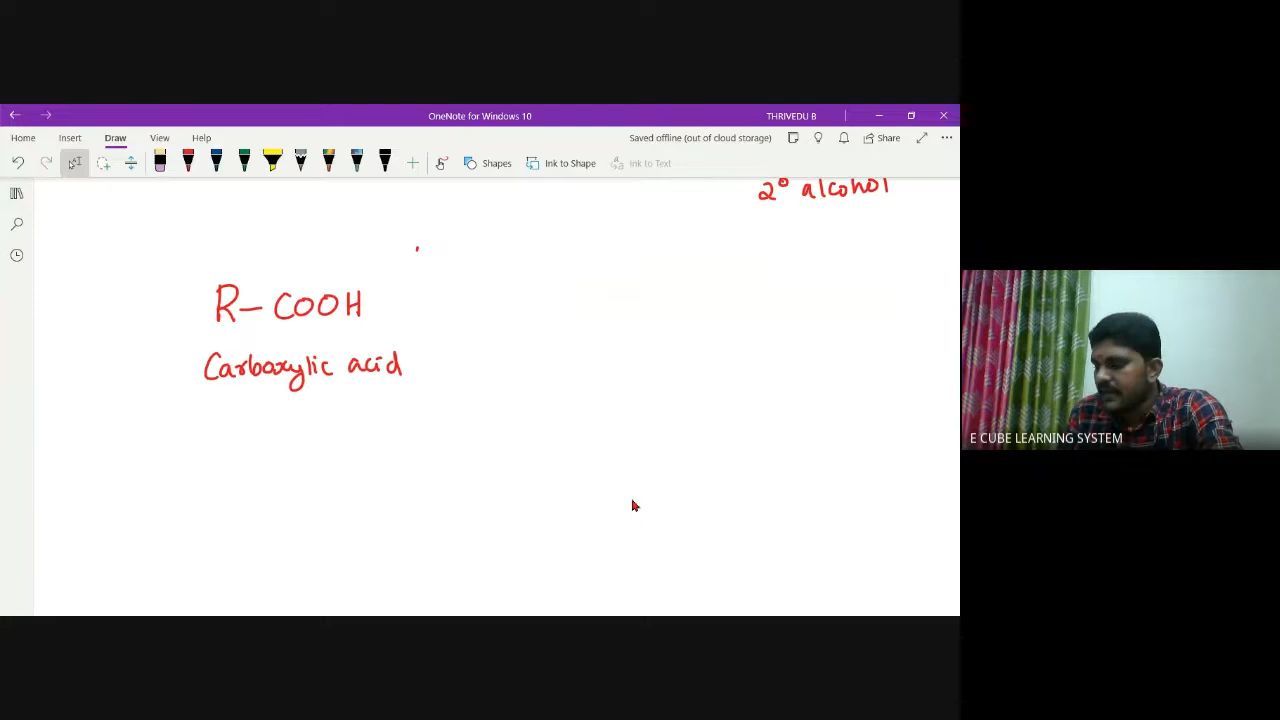 OneNote for Windows 10
THRIVEDU B
Home Insert Draw View Help
Saved offline (out of cloud storage) Share
Shapes Ink to Shape Ink to Text
2° alcohol
R-COOH
Carboxylic acid
E CUBE LEARNING SYSTEM